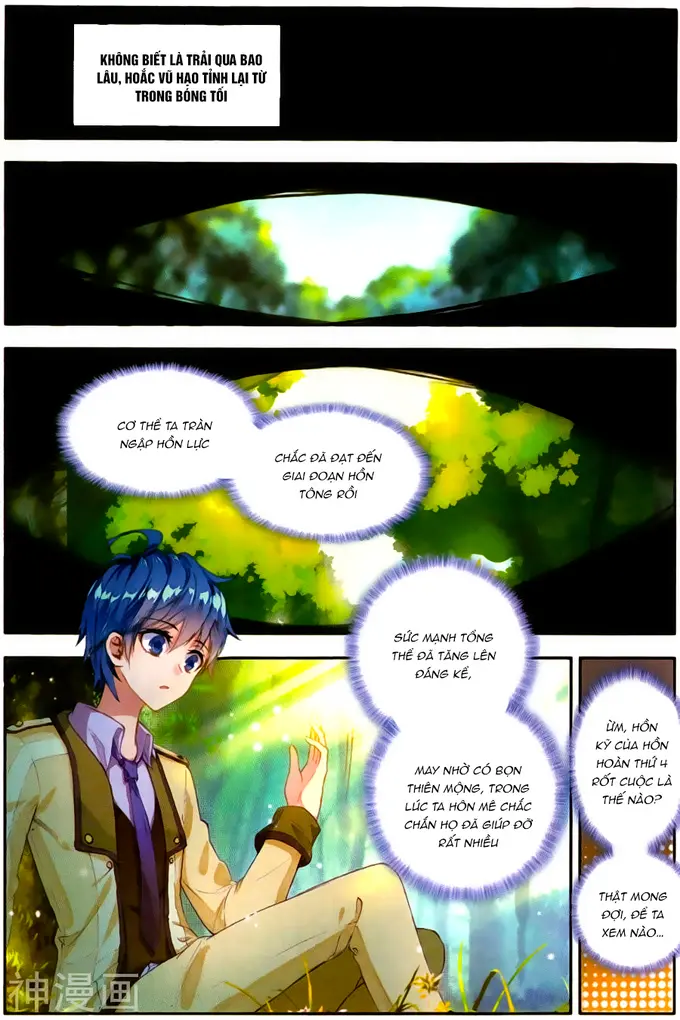 KHÔNG BIẾT LÀ TRẢI QUA BAO
LÂU, HOẮC VŨ HẠO TỈNH LẠI TỪ
TRONG BÓNG TỐI
CƠ THỂ TA TRÀN
NGẬP HỒN LỰC
CHẮC ĐÃ ĐẠT ĐẾN
GIAI ĐOẠN HỒN
TÔNG RỒI
SỨC MẠNH TỔNG
THỂ ĐÃ TĂNG LÊN
ĐÁNG KỂ,
MAY NHỜ CÓ BỌN
THIÊN MỘNG, TRONG
LÚC TA HÔN MÊ CHẮC
CHẮN HỌ ĐÃ GIÚP ĐỠ
RẤT NHIỀU
ỪM, HỒN
KỸ CỦA HỒN
HOÀN THỨ 4
RỐT CUỘC LÀ
THẾ NÀO?
THẬT MONG
ĐỢI, ĐỂ TA
XEM NÀO...
神漫画